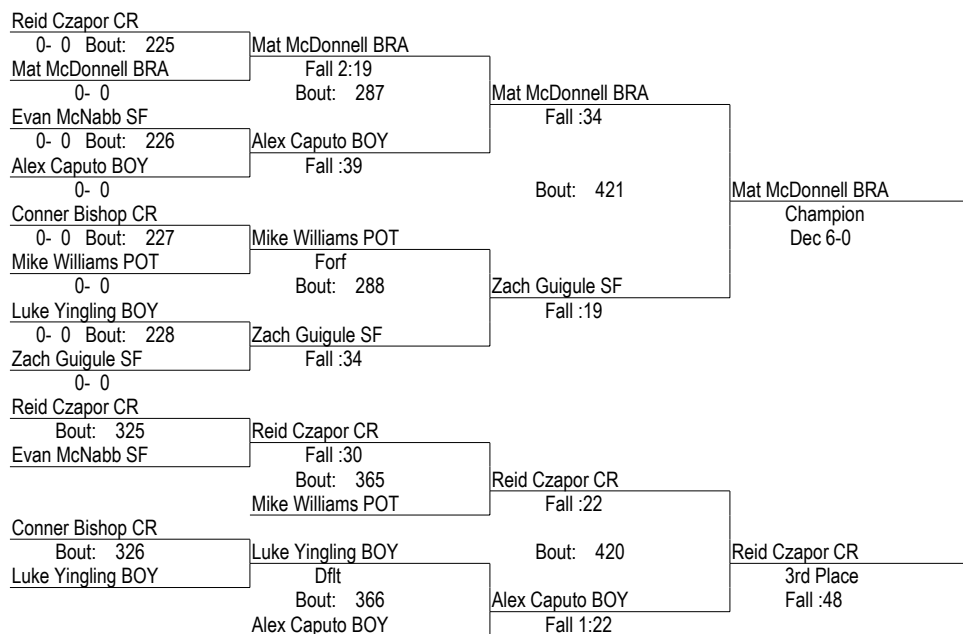 Reid Czapor CR
0- 0 Bout: 225 Mat McDonnell BRA
Mat McDonnell BRA Fall 2:19
0- 0 Bout: 287 Mat McDonnell BRA
Evan McNabb SF Fall :34
0- 0 Bout: 226 Alex Caputo BOY
Alex Caputo BOY Fall :39
0- 0 Bout: 421 Mat McDonnell BRA
Conner Bishop CR Champion
0- 0 Bout: 227 Mike Williams POT Dec 6-0
Mike Williams POT Forf
0- 0 Bout: 288 Zach Guigule SF
Luke Yingling BOY Fall :19
0- 0 Bout: 228 Zach Guigule SF
Zach Guigule SF Fall :34
0- 0
Reid Czapor CR
Bout: 325 Reid Czapor CR
Evan McNabb SF Fall :30
Bout: 365 Reid Czapor CR
Mike Williams POT Fall :22
Conner Bishop CR
Bout: 326 Luke Yingling BOY Bout: 420 Reid Czapor CR
Luke Yingling BOY Dflt 3rd Place
Bout: 366 Alex Caputo BOY Fall :48
Alex Caputo BOY Fall 1:22